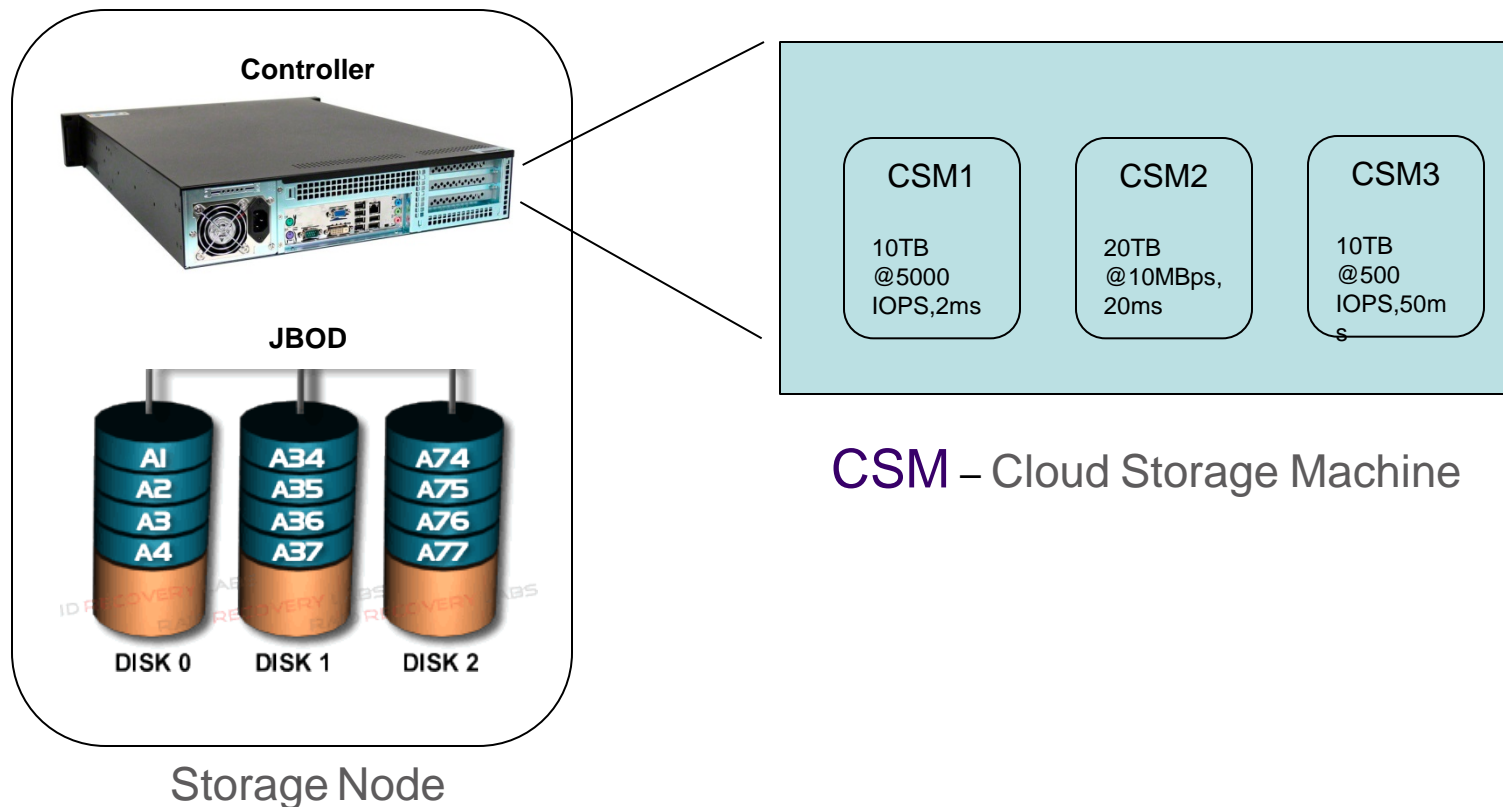 Controller
JBOD
A1
A2
A3
A4
A34
A35
A36
A37
A74
A75
A76
A77
DISK 0
DISK 1
DISK 2
Storage Node
CSM1
10TB
@5000
IOPS,2ms
CSM2
20TB
@10MBps,
20ms
CSM3
10TB
@500
IOPS,50m
s
CSM – Cloud Storage Machine